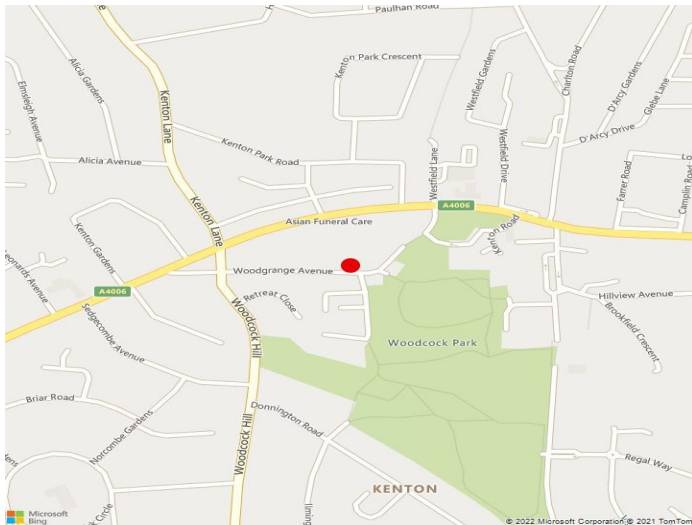 Paulhan Road
Kenton Park Crescent
Charlton Road
Westfield Gardens
D'Arcy Gardens
Glebe Lane
Alicia Gardens
Elmsleigh Avenue
Kenton Lane
D'Arcy Drive
Kenton Park Road
Alicia Avenue
Westfield Lane
Westfield Drive
Farrer Road
Camplin Road
A4006
Kenton Lane
Asian Funeral Care
Kenton Road
Kenton Gardens
Woodgrange Avenue
Leonards Avenue
A4006
Retreat Close
Hillview Avenue
Sedgecombe Avenue
Woodcock Hill
Woodcock Park
Brookfield Crescent
Briar Road
Norcombe Gardens
Donnington Road
Woodcock Hill
Regal Way
KENTON
Circle
Microsoft
Bing
© 2022 Microsoft Corporation © 2021 TomTom